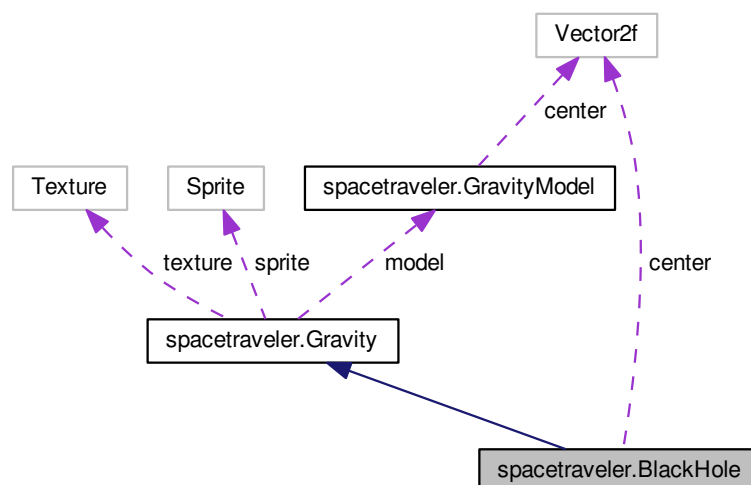 Vector2f
center
Texture
Sprite
spacetraveler.GravityModel
texture
sprite
model
center
spacetraveler.Gravity
spacetraveler.BlackHole